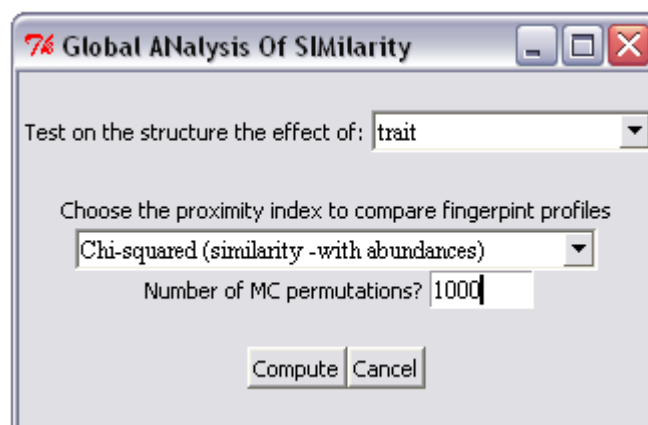 Global ANalysis Of SIMilarity
Test on the structure the effect of: trait
Choose the proximity index to compare fingerpint profiles
Chi-squared (similarity -with abundances)
Number of MC permutations? 1000
Compute Cancel